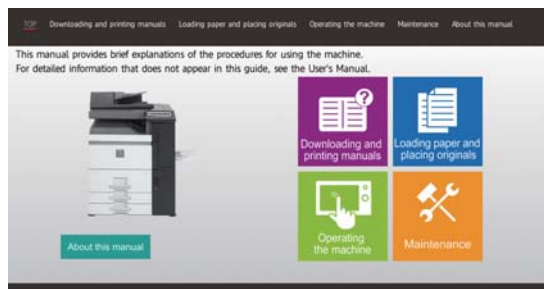 TOP Downloading and printing manuals Loading paper and placing originals Operating the machine Maintenance About this manual
This manual provides brief explanations of the procedures for using the machine.
For detailed information that does not appear in this guide, see the User's Manual.
?
Downloading and
printing manuals
Loading paper and
placing originals
Operating
the machine
Maintenance
About this manual